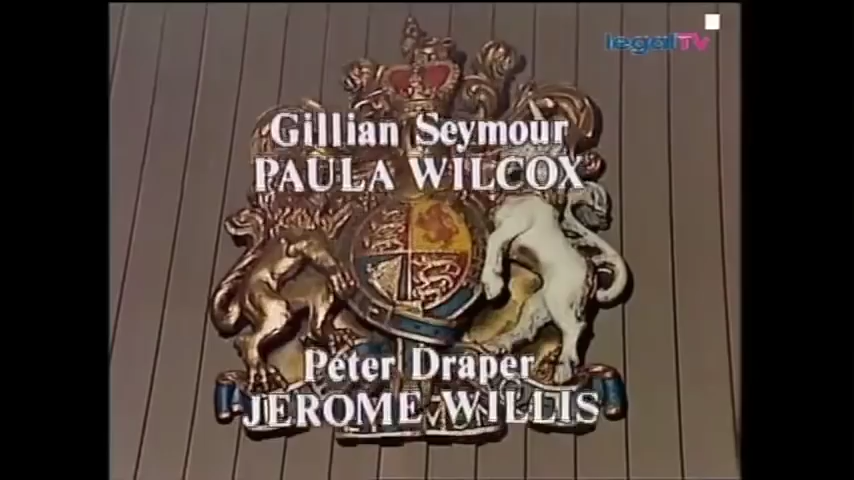 legalTV
Gillian Seymour
PAULA WILCOX
Peter Draper
JEROME WILLIS